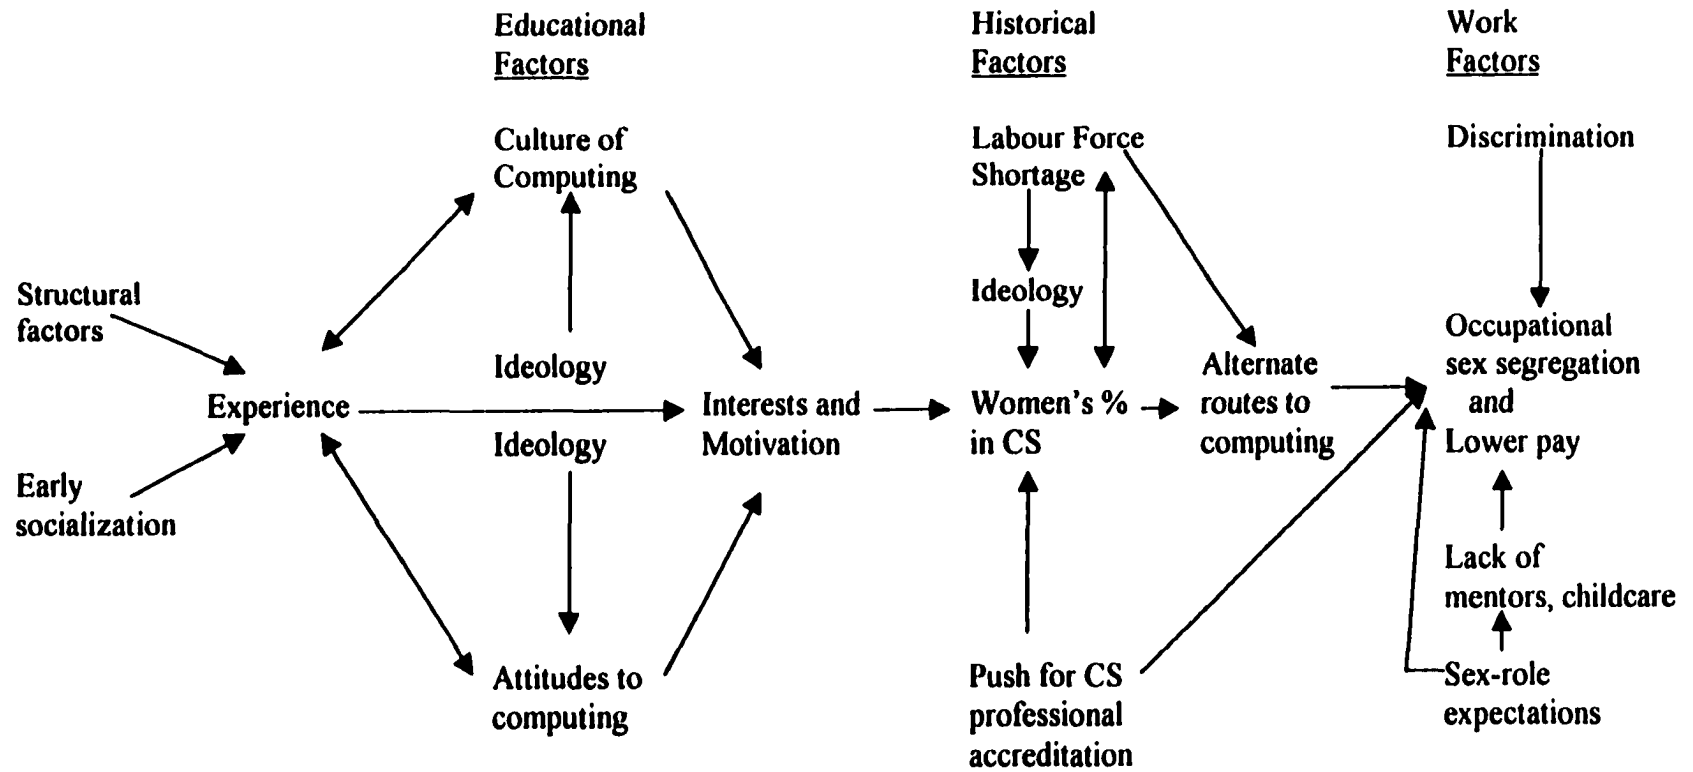 Educational
Factors
Historical
Factors
Work
Factors
Culture of
Computing
Labour Force
Shortage
Discrimination
Structural
factors
Ideology
Ideology
Experience
Ideology
Interests and
Motivation
Women's %
in CS
Alternate
routes to
computing
Occupational
sex segregation
and
Lower pay
Early
socialization
Lack of
mentors, childcare
Attitudes to
computing
Push for CS
professional
accreditation
Sex-role
expectations